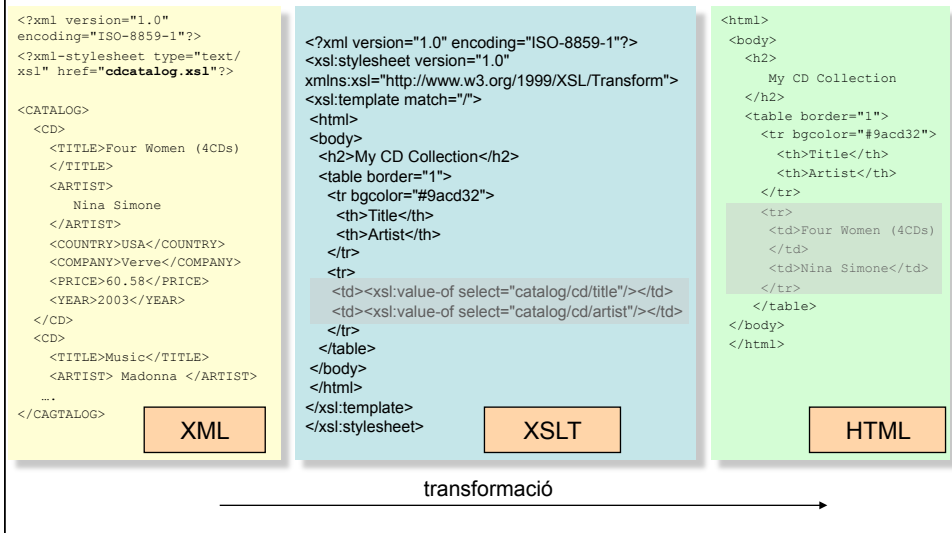 <?xml version="1.0"
encoding="ISO-8859-1"?>
<?xml-stylesheet type="text/
xsl" href="cdcatalog.xsl"?>
<CATALOG>
<CD>
<TITLE>Four Women (4CDs)
</TITLE>
<ARTIST>
Nina Simone
</ARTIST>
<COUNTRY>USA</COUNTRY>
<COMPANY>Verve</COMPANY>
<PRICE>60.58</PRICE>
<YEAR>2003</YEAR>
</CD>
<CD>
<TITLE>Music</TITLE>
<ARTIST> Madonna </ARTIST>
….
</CAGTALOG>
XML
<?xml version="1.0" encoding="ISO-8859-1"?>
<xsl:stylesheet version="1.0"
xmlns:xsl="http://www.w3.org/1999/XSL/Transform">
<xsl:template match="/">
<html>
<body>
<h2>My CD Collection</h2>
<table border="1">
<tr bgcolor="#9acd32">
<th>Title</th>
<th>Artist</th>
</tr>
<tr>
<td><xsl:value-of select="catalog/cd/title"/></td>
<td><xsl:value-of select="catalog/cd/artist"/></td>
</tr>
</table>
</body>
</html>
</xsl:template>
</xsl:stylesheet>
XSLT
<html>
<body>
<h2>
My CD Collection
</h2>
<table border="1">
<tr bgcolor="#9acd32">
<th>Title</th>
<th>Artist</th>
</tr>
<tr>
<td>Four Women (4CDs)
</td>
<td>Nina Simone</td>
</tr>
</table>
</body>
</html>
HTML
transformació